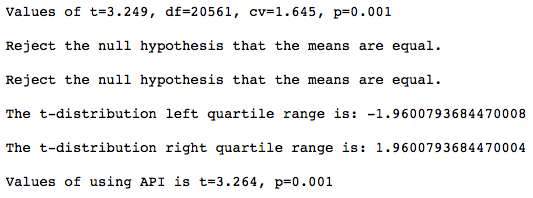 Values of t=3.249, df=20561, cv=1.645, p=0.001
Reject the null hypothesis that the means are equal.
Reject the null hypothesis that the means are equal.
The t-distribution left quartile range is: -1.9600793684470008
The t-distribution right quartile range is: 1.9600793684470004
Values of using API is t=3.264, p=0.001